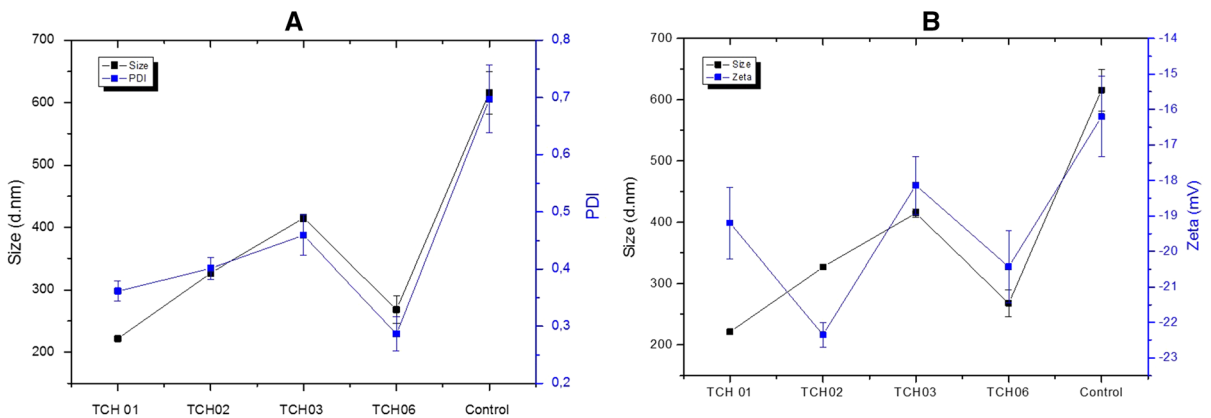 A
700
600
500
400
300
200
Size (d.nm)
Size
PDI
0,8
0,7
0,6
0,5
0,4
0,3
0,2
PDI
TCH 01 TCH02 TCH03 TCH06 Control
B
700
600
500
400
300
200
Size (d.nm)
Size
Zeta
-14
-15
-16
-17
-18
-19
-20
-21
-22
-23
Zeta (mV)
TCH 01 TCH02 TCH03 TCH06 Control